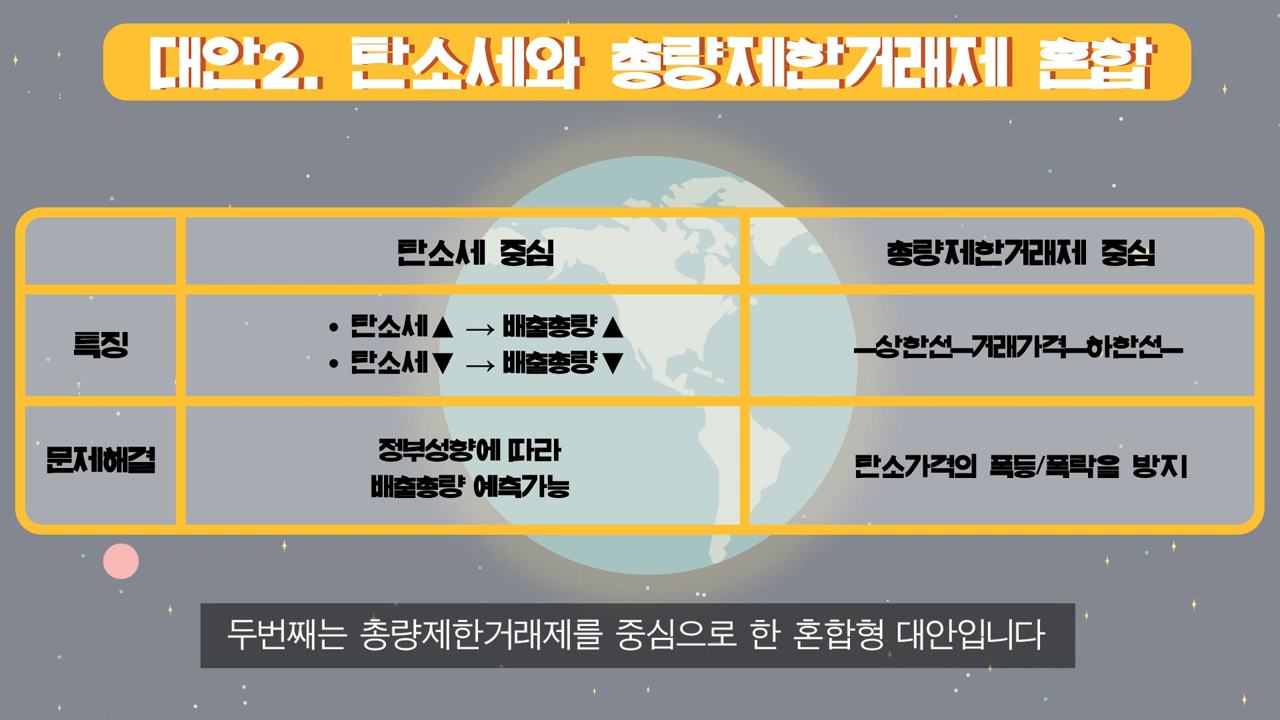 대안2. 탄소세와 총량제한거래제 혼합
탄소세 중심
총량제한거래제 중심
특징
• 탄소세▲ → 배출총량▲
• 탄소세▼ → 배출총량▼
상한선 거래가격 하한선
문제해결
정부성향에 따라
배출총량 예측가능
탄소가격의 폭등/폭락을 방지
두번째는 총량제한거래제를 중심으로 한 혼합형 대안입니다